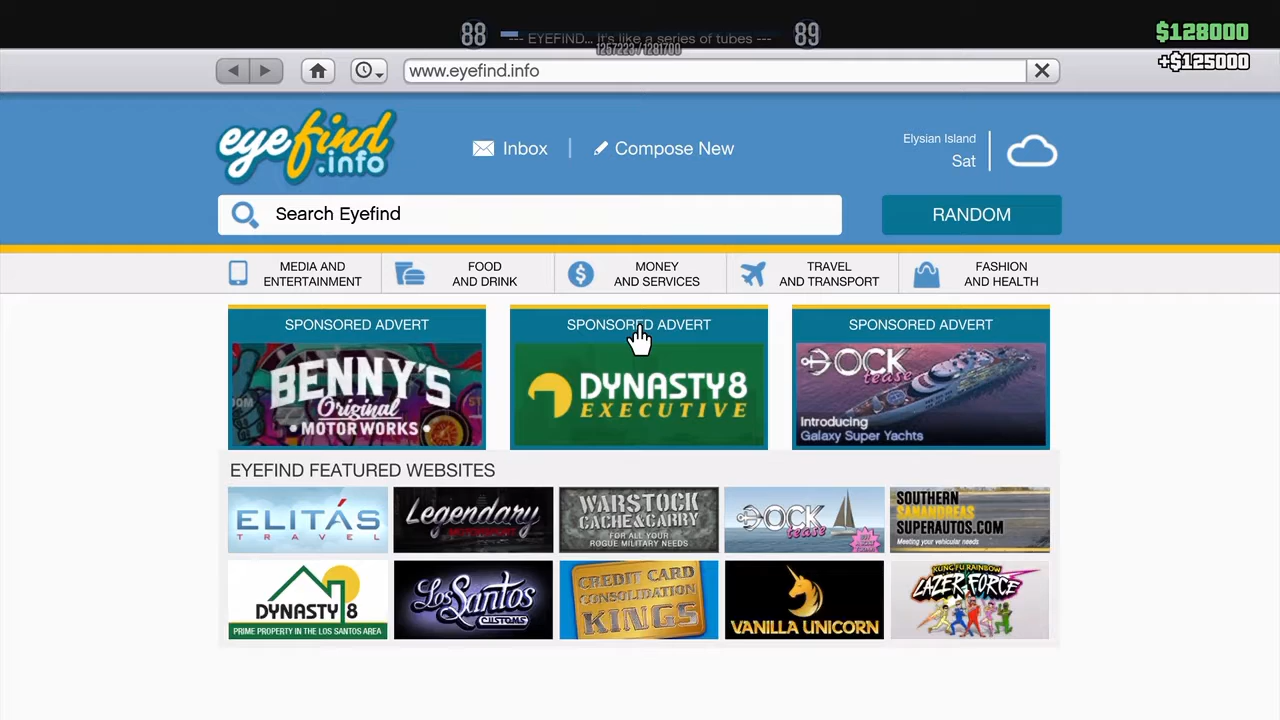 88 --- EYEFIND... It's like a series of tubes --- 89
1257223 / 1281700
$128000
+$125000
www.eyefind.info
eyefind
.info
Inbox
Compose New
Elysian Island
Sat
Search Eyefind
RANDOM
MEDIA AND
ENTERTAINMENT
FOOD
AND DRINK
MONEY
AND SERVICES
TRAVEL
AND TRANSPORT
FASHION
AND HEALTH
SPONSORED ADVERT
BENNY'S
Original
MOTOR WORKS
SPONSORED ADVERT
DYNASTY 8
EXECUTIVE
SPONSORED ADVERT
DOCK
tease
Introducing
Galaxy Super Yachts
EYEFIND FEATURED WEBSITES
ELITÁS
TRAVEL
Legendary
MOTORSPORT
WARSTOCK
CACHE & CARRY
FOR ALL YOUR
ROGUE MILITARY NEEDS
DOCK
tease
SOUTHERN
SAN ANDREAS
SUPERAUTOS.COM
Meeting your vehicular needs
DYNASTY 8
PRIME PROPERTY IN THE LOS SANTOS AREA
Los Santos
CUSTOMS
CREDIT CARD
CONSOLIDATION
KINGS
VANILLA UNICORN
KUNG FU RAINBOW
LAZER FORCE